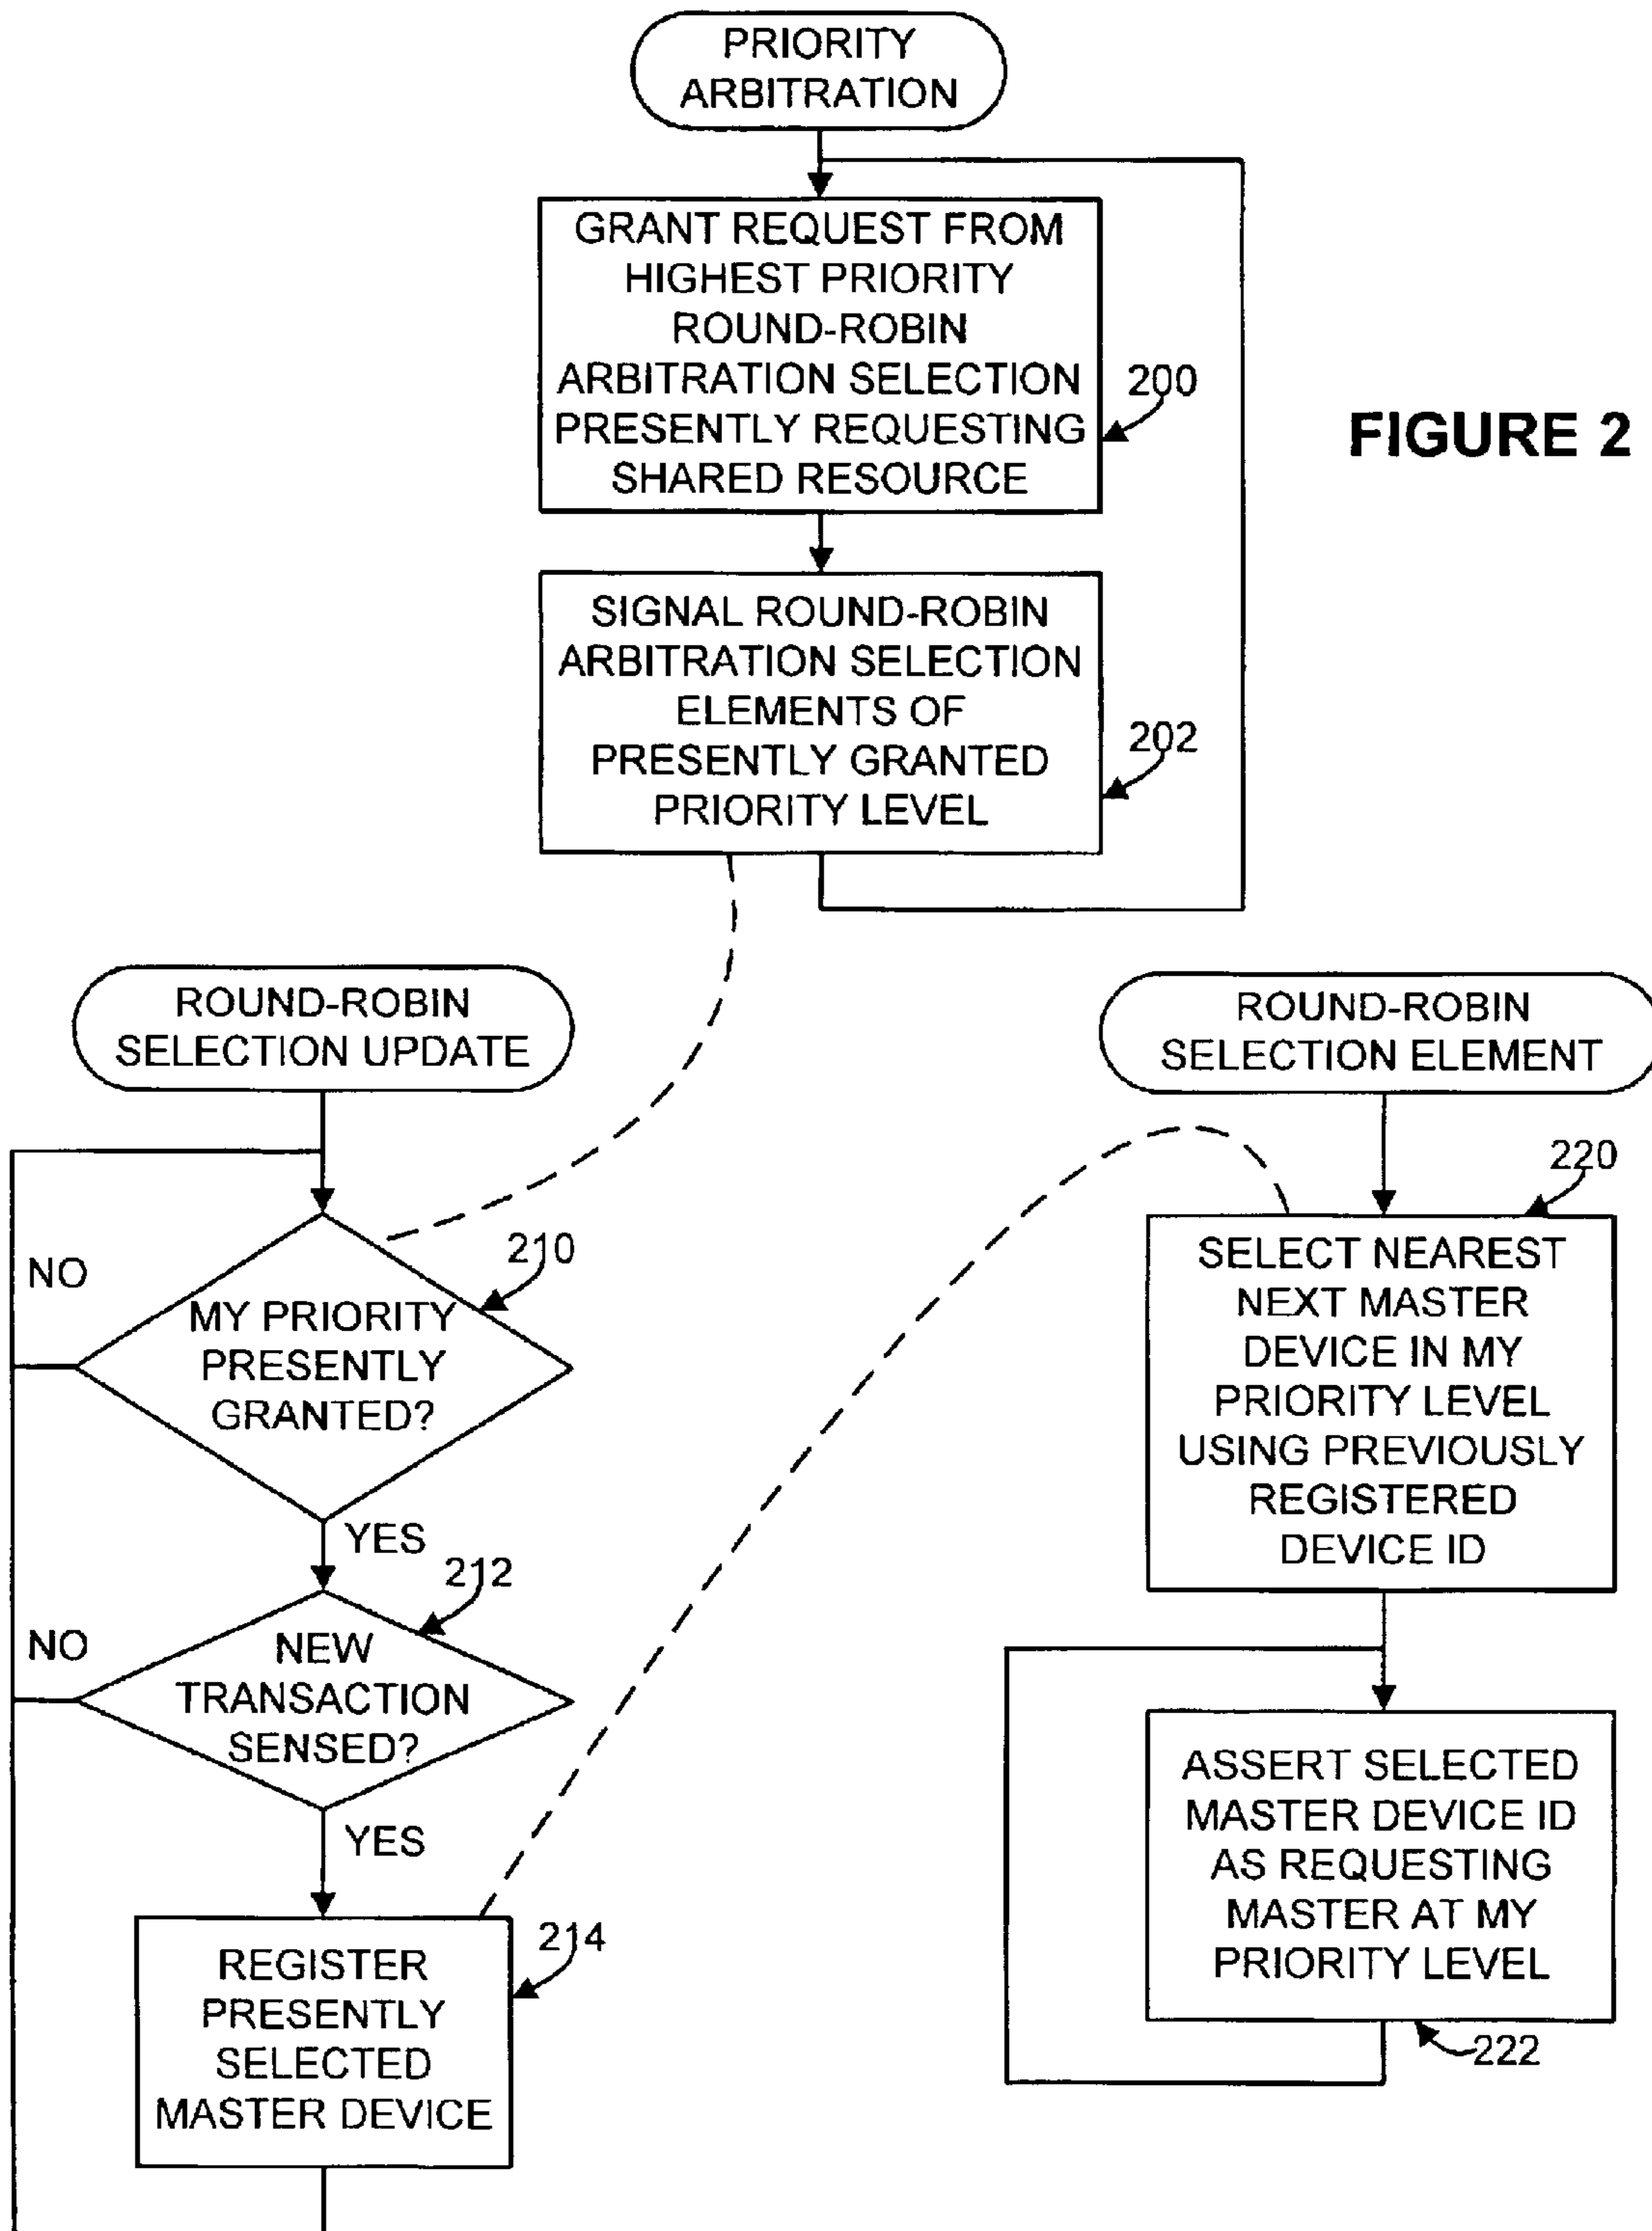 PRIORITY
ARBITRATION
GRANT REQUEST FROM
HIGHEST PRIORITY
ROUND-ROBIN
ARBITRATION SELECTION
PRESENTLY REQUESTING
SHARED RESOURCE
200
FIGURE 2
SIGNAL ROUND-ROBIN
ARBITRATION SELECTION
ELEMENTS OF
PRESENTLY GRANTED
PRIORITY LEVEL
202
ROUND-ROBIN
SELECTION UPDATE
NO
210
MY PRIORITY
PRESENTLY
GRANTED?
YES
212
NO
NEW
TRANSACTION
SENSED?
YES
214
REGISTER
PRESENTLY
SELECTED
MASTER DEVICE
ROUND-ROBIN
SELECTION ELEMENT
220
SELECT NEAREST
NEXT MASTER
DEVICE IN MY
PRIORITY LEVEL
USING PREVIOUSLY
REGISTERED
DEVICE ID
ASSERT SELECTED
MASTER DEVICE ID
AS REQUESTING
MASTER AT MY
PRIORITY LEVEL
222